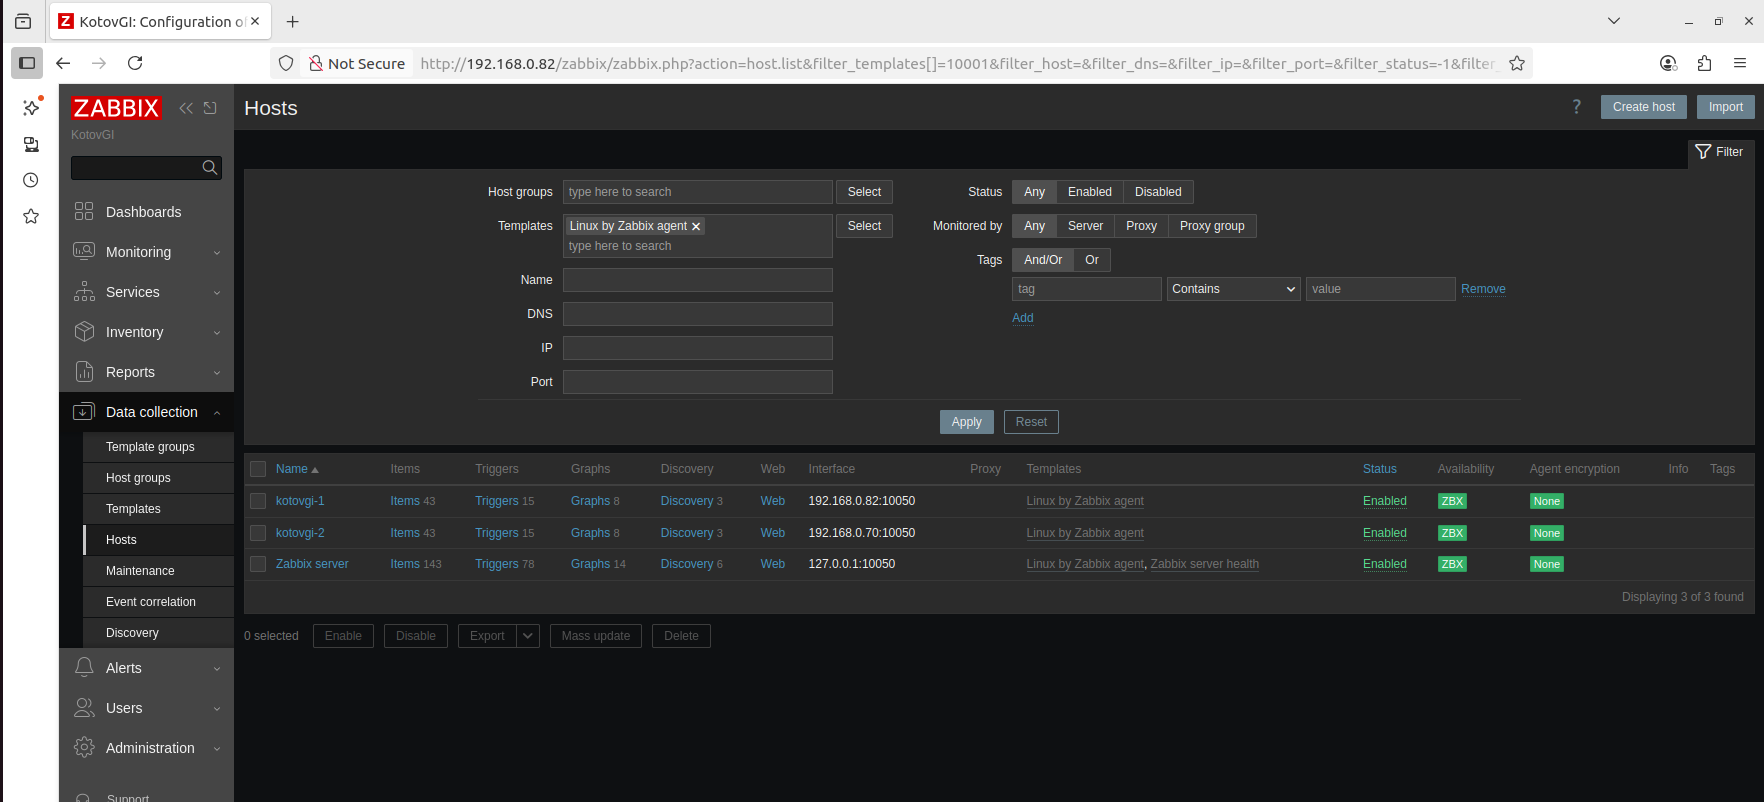 KotovGI: Configuration o
Not Secure
http://192.168.0.82/zabbix/zabbix.php?action=host.list&filter_templates[]=10001&filter_host=&filter_dns=&filter_ip=&filter_port=&filter_status=-1&filter_
ZABBIX
KotovGI
Dashboards
Monitoring
Services
Inventory
Reports
Data collection
Template groups
Host groups
Templates
Hosts
Maintenance
Event correlation
Discovery
Alerts
Users
Administration
Support
Hosts
? Create host Import
Filter
Host groups type here to search Select
Templates Linux by Zabbix agent Select
type here to search
Name
DNS
IP
Port
Status Any Enabled Disabled
Monitored by Any Server Proxy Proxy group
Tags And/Or Or
tag Contains value Remove
Add
Apply Reset
Name Items Triggers Graphs Discovery Web Interface Proxy Templates Status Availability Agent encryption Info Tags
kotovgi-1 Items 43 Triggers 15 Graphs 8 Discovery 3 Web 192.168.0.82:10050 Linux by Zabbix agent Enabled ZBX None
kotovgi-2 Items 43 Triggers 15 Graphs 8 Discovery 3 Web 192.168.0.70:10050 Linux by Zabbix agent Enabled ZBX None
Zabbix server Items 143 Triggers 78 Graphs 14 Discovery 6 Web 127.0.0.1:10050 Linux by Zabbix agent, Zabbix server health Enabled ZBX None
Displaying 3 of 3 found
0 selected Enable Disable Export Mass update Delete